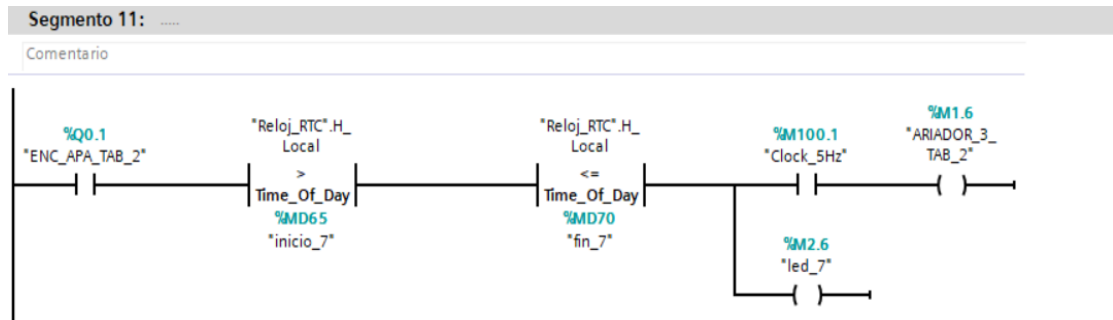 Segmento 11: .....
Comentario
%Q0.1
"ENC_APA_TAB_2"
"Reloj_RTC".H_
Local
>
Time_Of_Day
%MD65
"inicio_7"
"Reloj_RTC".H_
Local
<=
Time_Of_Day
%MD70
"fin_7"
%M100.1
"Clock_5Hz"
%M1.6
"ARIADOR_3_
TAB_2"
%M2.6
"led_7"